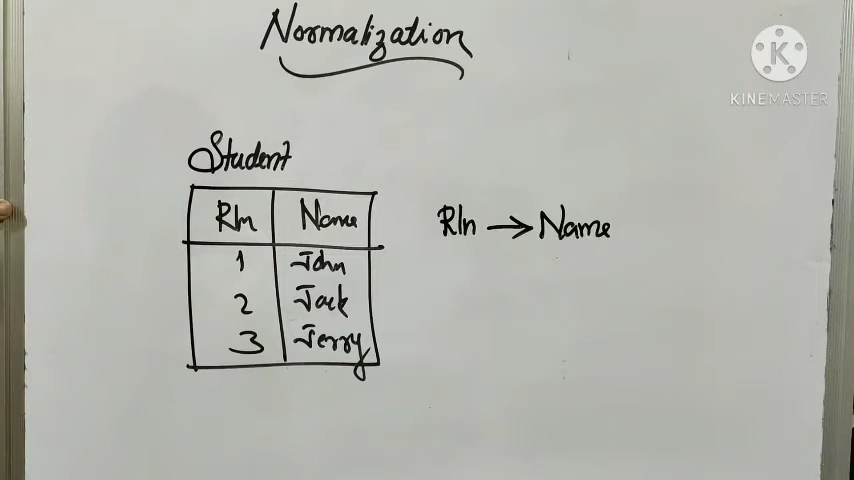 Normalization
K
KINEMASTER
Student
Rln Name
Rln → Name
1 John
2 Jack
3 Jerry